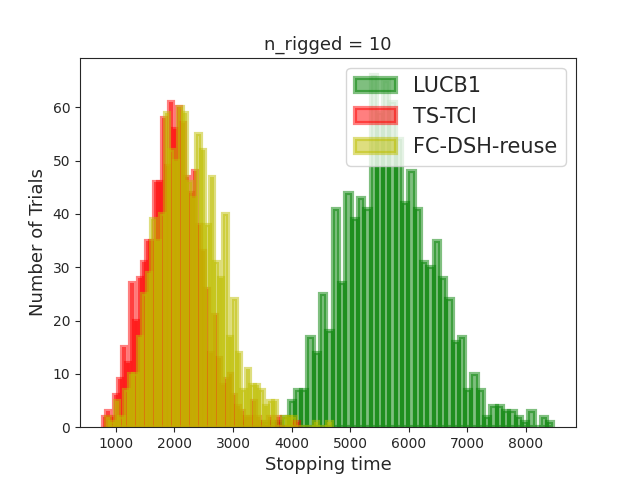 n_rigged = 10
LUCB1
TS-TCI
FC-DSH-reuse
Number of Trials
60
50
40
30
20
10
0
1000 2000 3000 4000 5000 6000 7000 8000
Stopping time